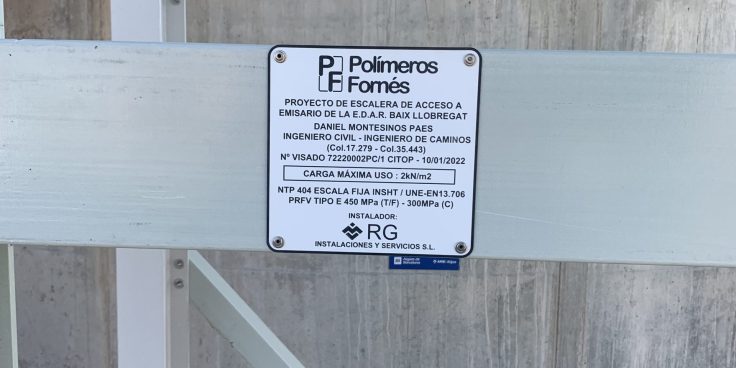 PF Polímeros
Fornés
PROYECTO DE ESCALERA DE ACCESO A
EMISARIO DE LA E.D.A.R. BAIX LLOBREGAT
DANIEL MONTESINOS PAES
INGENIERO CIVIL - INGENIERO DE CAMINOS
(Col.17.279 - Col.35.443)
Nº VISADO 72220002PC/1 CITOP - 10/01/2022
CARGA MÁXIMA USO : 2kN/m2
NTP 404 ESCALA FIJA INSHT / UNE-EN13.706
PRFV TIPO E 450 MPa (T/F) - 300MPa (C)
INSTALADOR:
RG
INSTALACIONES Y SERVICIOS S.L.